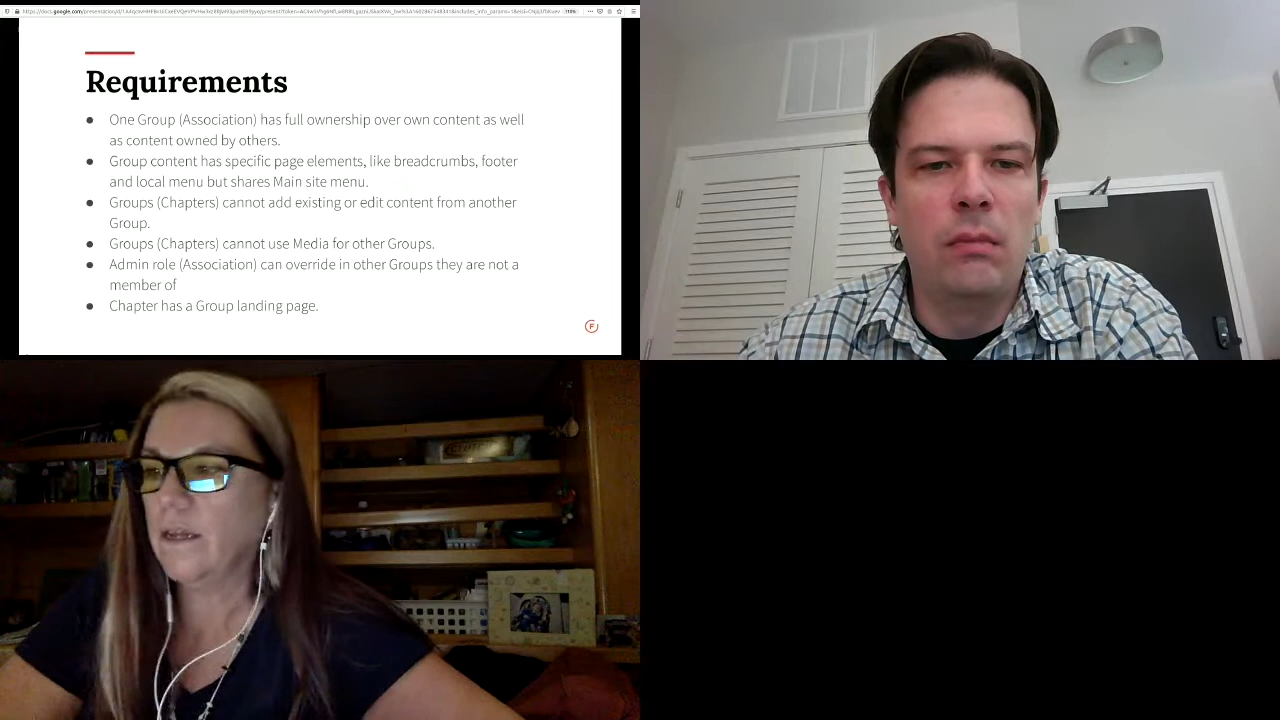 Requirements
● One Group (Association) has full ownership over own content as well
as content owned by others.
● Group content has specific page elements, like breadcrumbs, footer
and local menu but shares Main site menu.
● Groups (Chapters) cannot add existing or edit content from another
Group.
● Groups (Chapters) cannot use Media for other Groups.
● Admin role (Association) can override in other Groups they are not a
member of
● Chapter has a Group landing page.
F